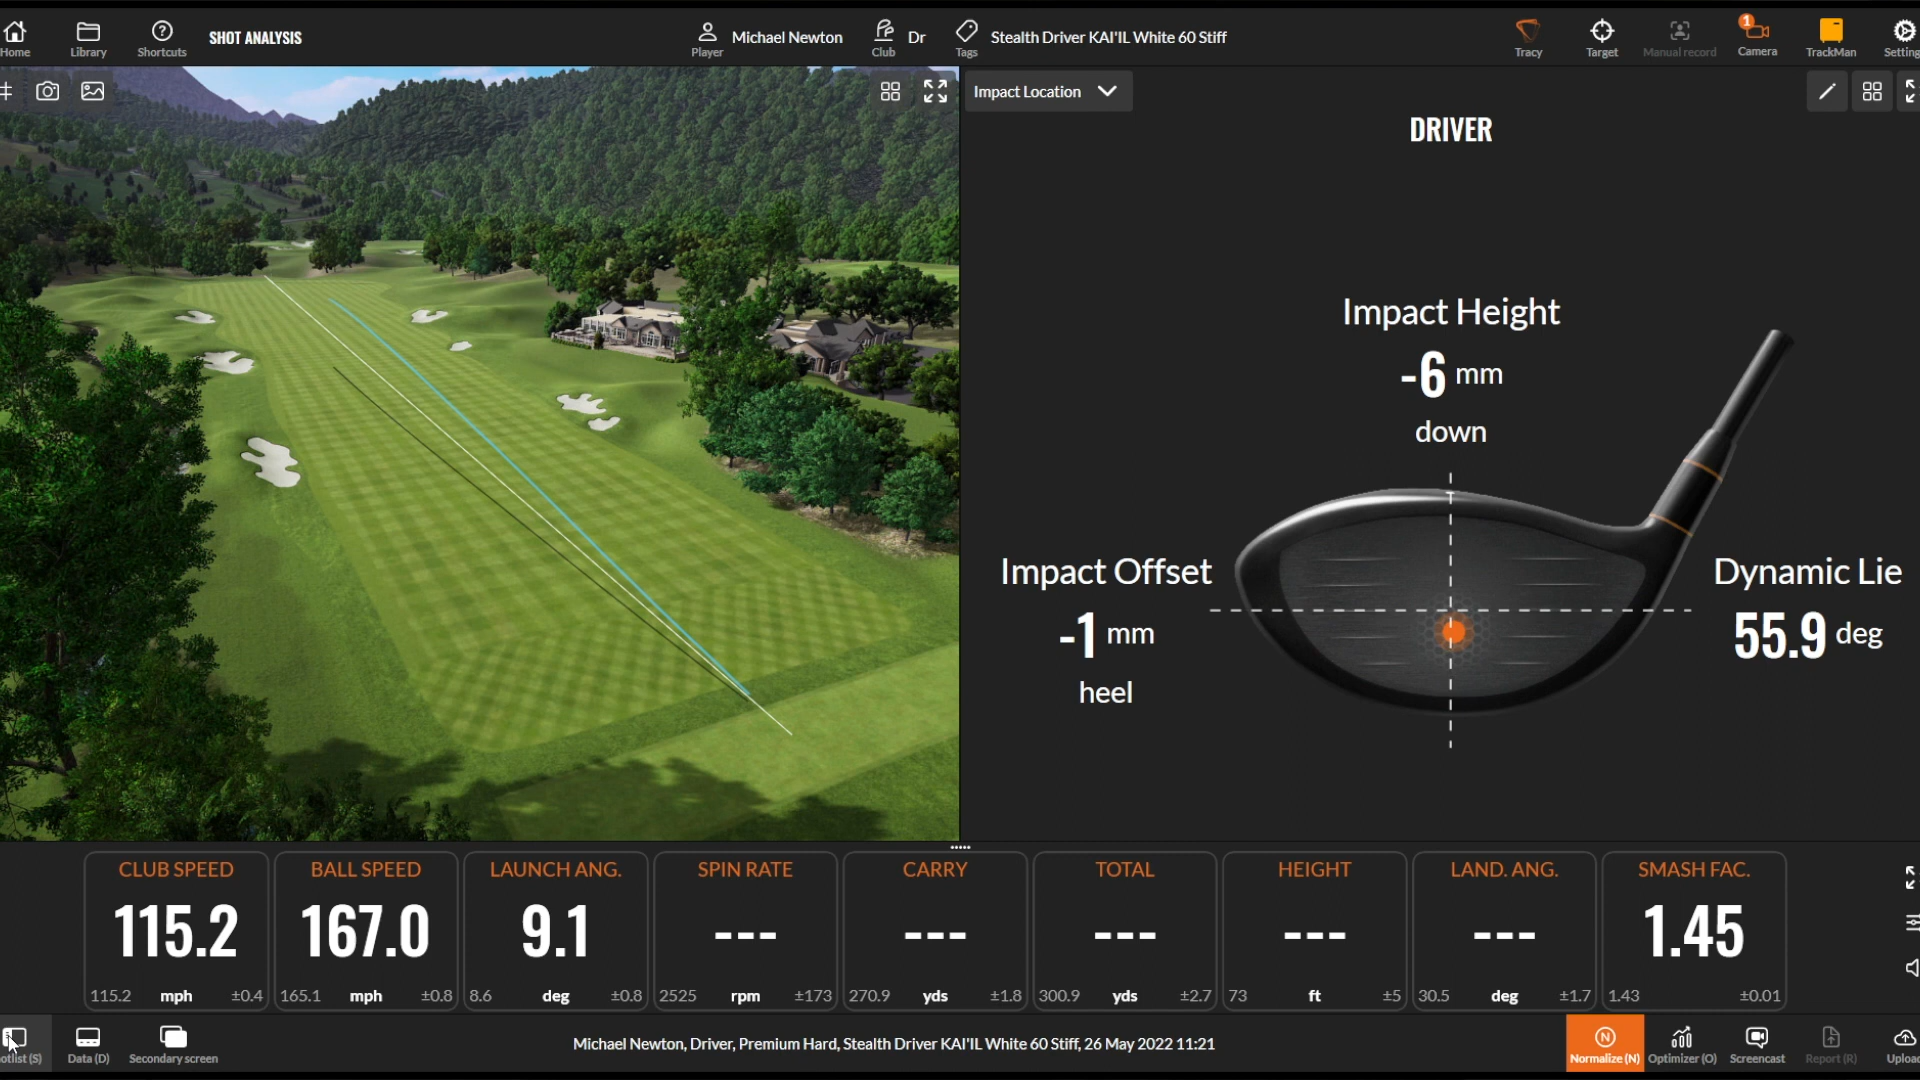 Home
Library
Shortcuts
SHOT ANALYSIS
Player
Michael Newton
Club
Dr
Tags
Stealth Driver KAI'IL White 60 Stiff
Tracy
Target
Manual record
1
Camera
TrackMan
Setting
Impact Location
DRIVER
Impact Height
-6 mm
down
Impact Offset
-1 mm
heel
Dynamic Lie
55.9 deg
CLUB SPEED
115.2
115.2 mph ±0.4
BALL SPEED
167.0
165.1 mph ±0.8
LAUNCH ANG.
9.1
8.6 deg ±0.8
SPIN RATE
---
2525 rpm ±173
CARRY
---
270.9 yds ±1.8
TOTAL
---
300.9 yds ±2.7
HEIGHT
---
73 ft ±5
LAND. ANG.
---
30.5 deg ±1.7
SMASH FAC.
1.45
1.43 ±0.01
otlist (S)
Data (D)
Secondary screen
Michael Newton, Driver, Premium Hard, Stealth Driver KAI'IL White 60 Stiff, 26 May 2022 11:21
N
Normalize (N)
Optimizer (O)
Screencast
Report (R)
Upload